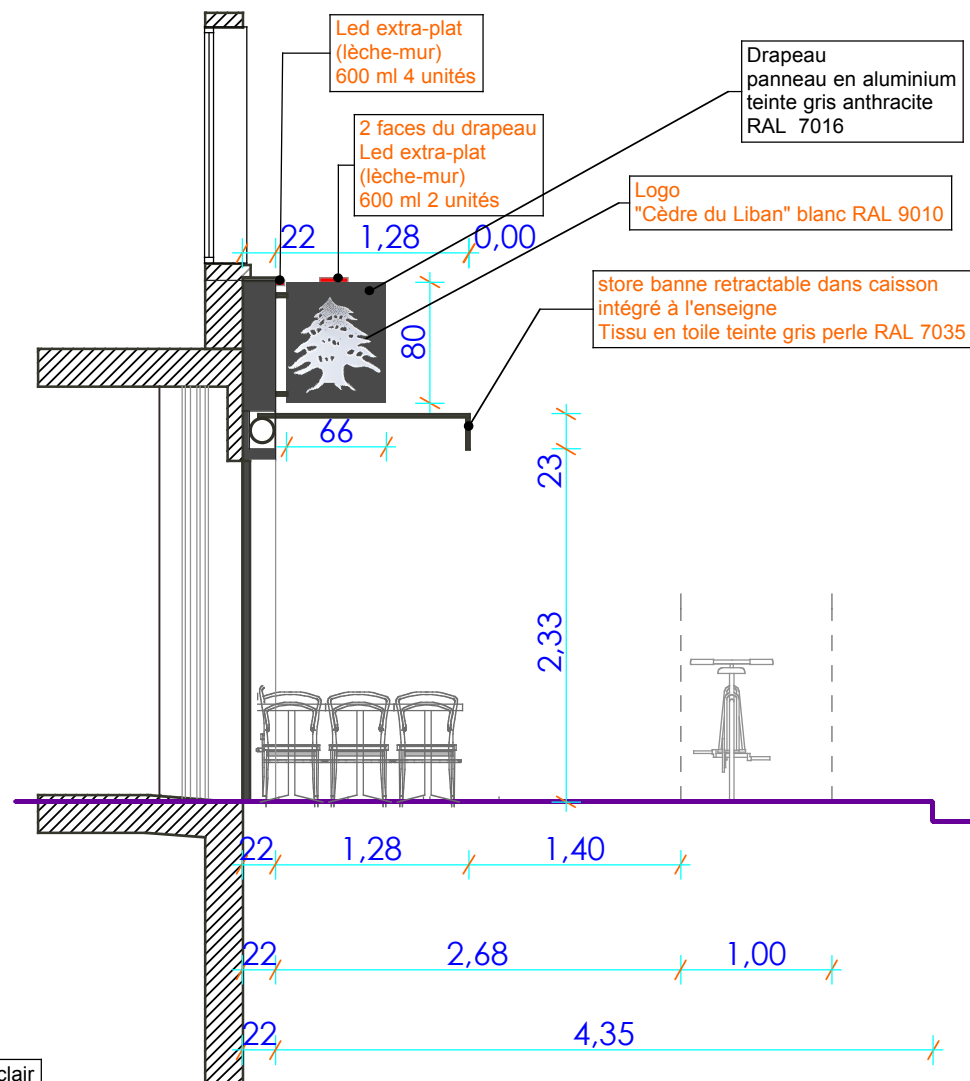 Led extra-plat
(lèche-mur)
600 ml 4 unités
Drapeau
panneau en aluminium
teinte gris anthracite
RAL 7016
2 faces du drapeau
Led extra-plat
(lèche-mur)
600 ml 2 unités
Logo
"Cèdre du Liban" blanc RAL 9010
22 1,28 0,00
store banne retractable dans caisson
intégré à l'enseigne
Tissu en toile teinte gris perle RAL 7035
80
66
23
2,33
22 1,28 1,40
22 2,68 1,00
22 4,35
clair